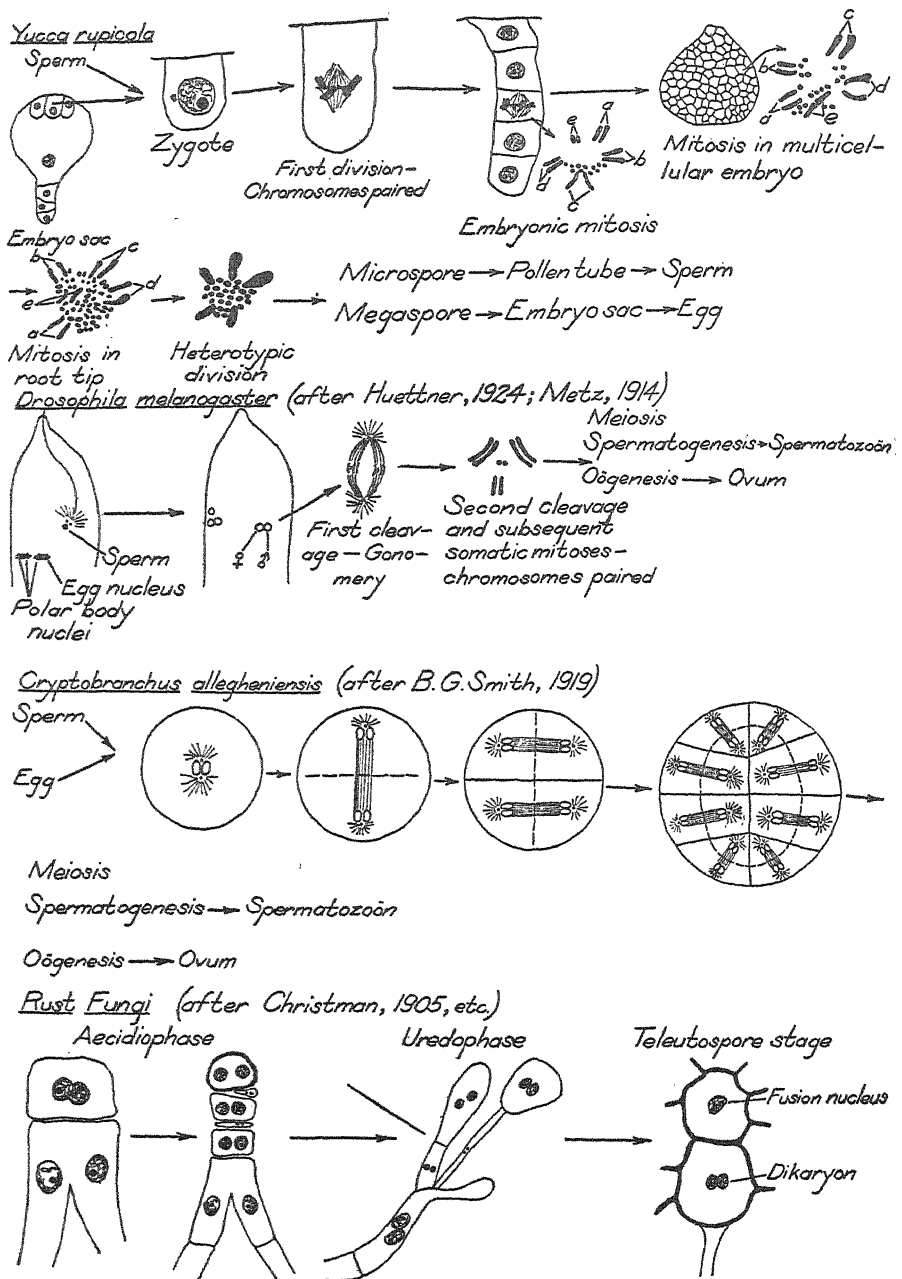 Yucca rupicola
Sperm
Zygote
First division-
Chromosomes paired
e
a
b
d
c
Embryonic mitosis
c
b
d
a
e
Mitosis in multicel-
lular embryo
Embryo sac
b
c
d
e
a
Mitosis in
root tip
Heterotypic
division
Microspore → Pollen tube → Sperm
Megaspore → Embryo sac → Egg
Drosophila melanogaster (after Huettner, 1924; Metz, 1914)
Sperm
Egg nucleus
Polar body
nuclei
♀ ♂
First cleav-
age - Gono-
mery
Second cleavage
and subsequent
somatic mitoses-
chromosomes paired
Meiosis
Spermatogenesis → Spermatozoön
Oögenesis → Ovum
Cryptobranchus allegheniensis (after B. G. Smith, 1919)
Sperm
Egg
Meiosis
Spermatogenesis → Spermatozoön
Oögenesis → Ovum
Rust Fungi (after Christman, 1905, etc.)
Aecidiophase
Uredophase
Teleutospore stage
Fusion nucleus
Dikaryon